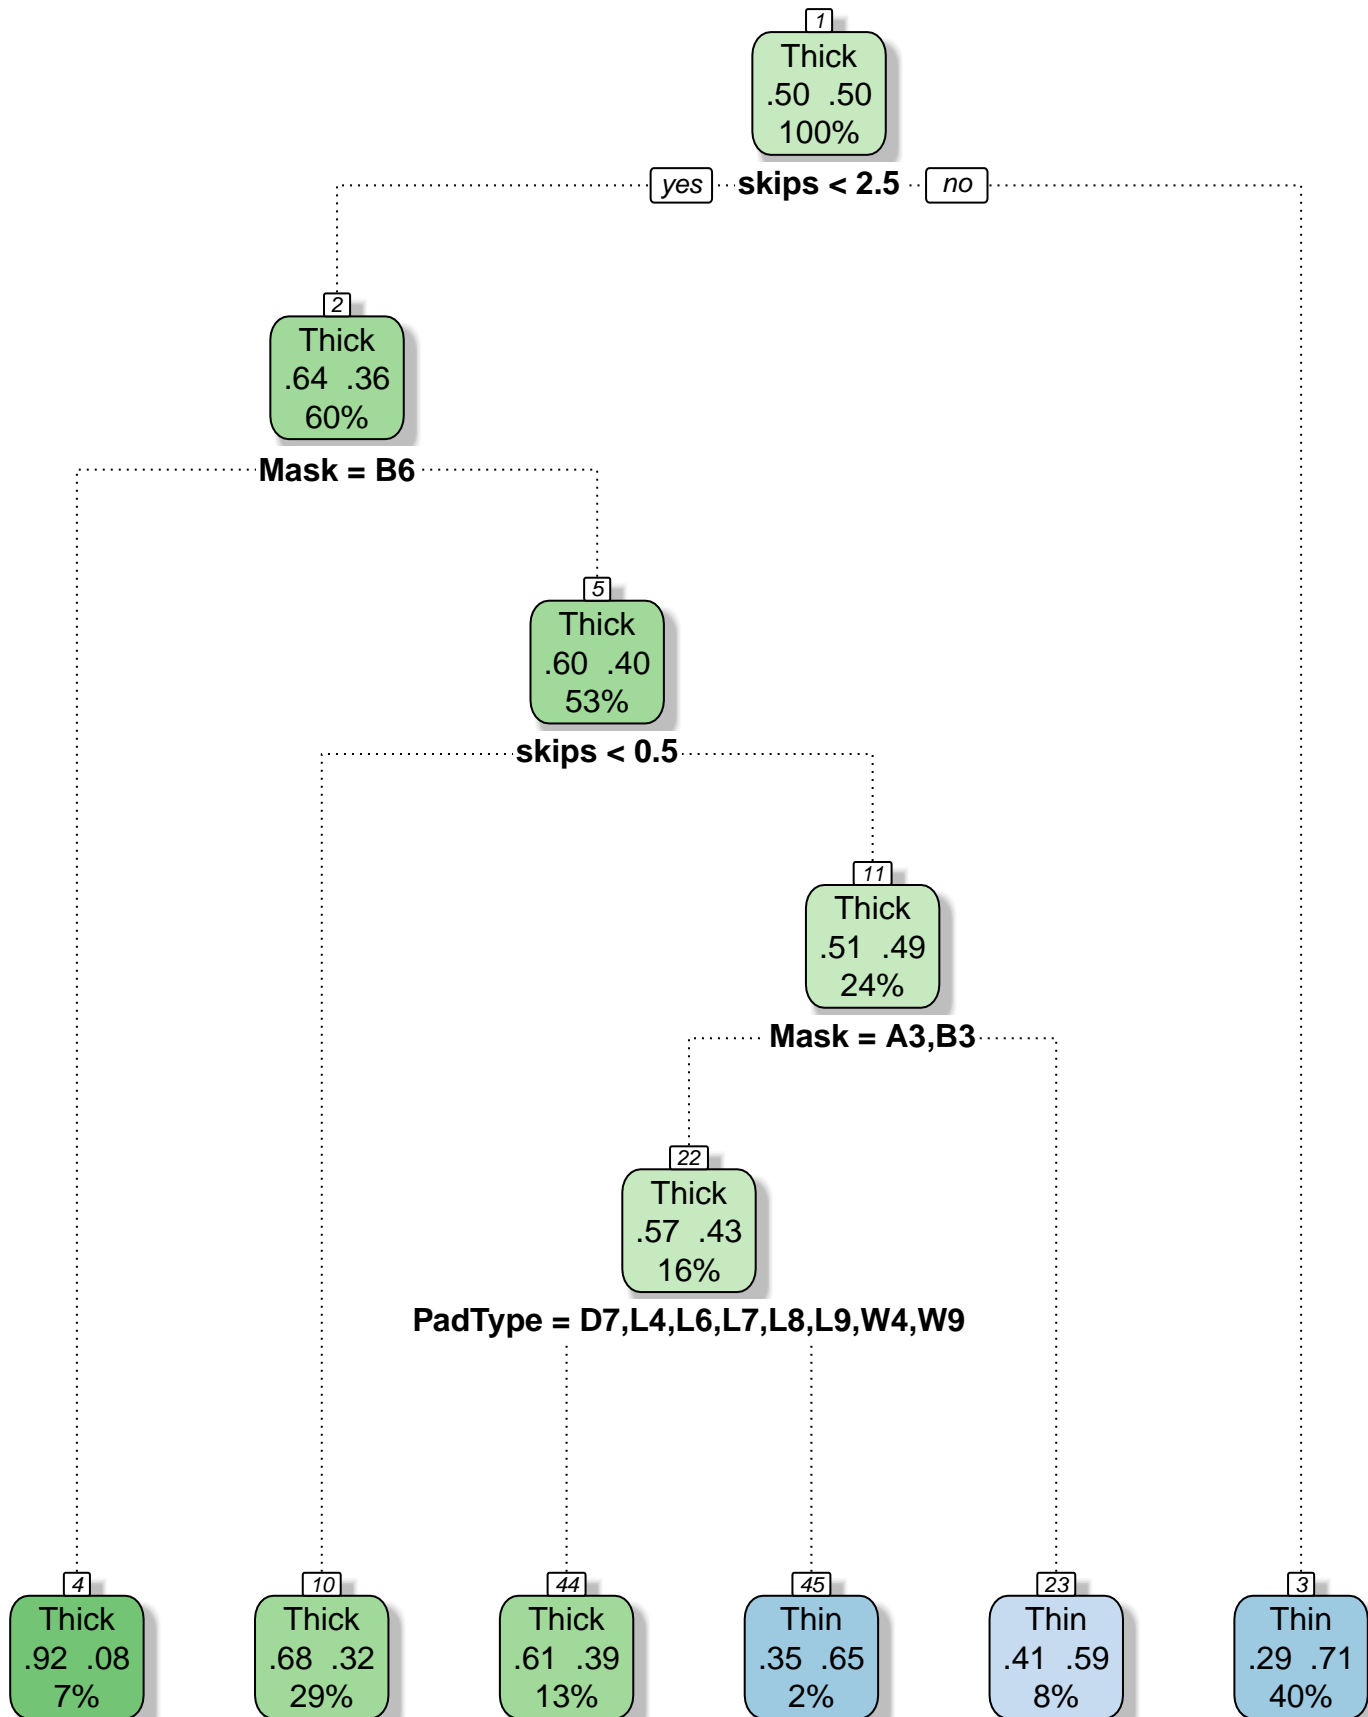 1
Thick
.50 .50
100%
yes skips < 2.5 no
2
Thick
.64 .36
60%
Mask = B6
5
Thick
.60 .40
53%
skips < 0.5
11
Thick
.51 .49
24%
Mask = A3,B3
22
Thick
.57 .43
16%
PadType = D7,L4,L6,L7,L8,L9,W4,W9
4
Thick
.92 .08
7%
10
Thick
.68 .32
29%
44
Thick
.61 .39
13%
45
Thin
.35 .65
2%
23
Thin
.41 .59
8%
3
Thin
.29 .71
40%